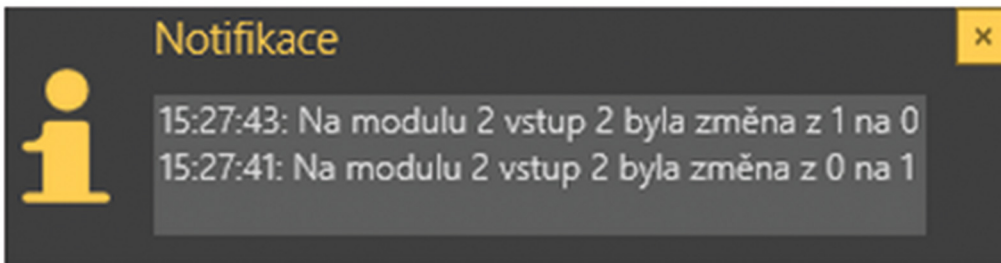 Notifikace
15:27:43: Na modulu 2 vstup 2 byla změna z 1 na 0
15:27:41: Na modulu 2 vstup 2 byla změna z 0 na 1